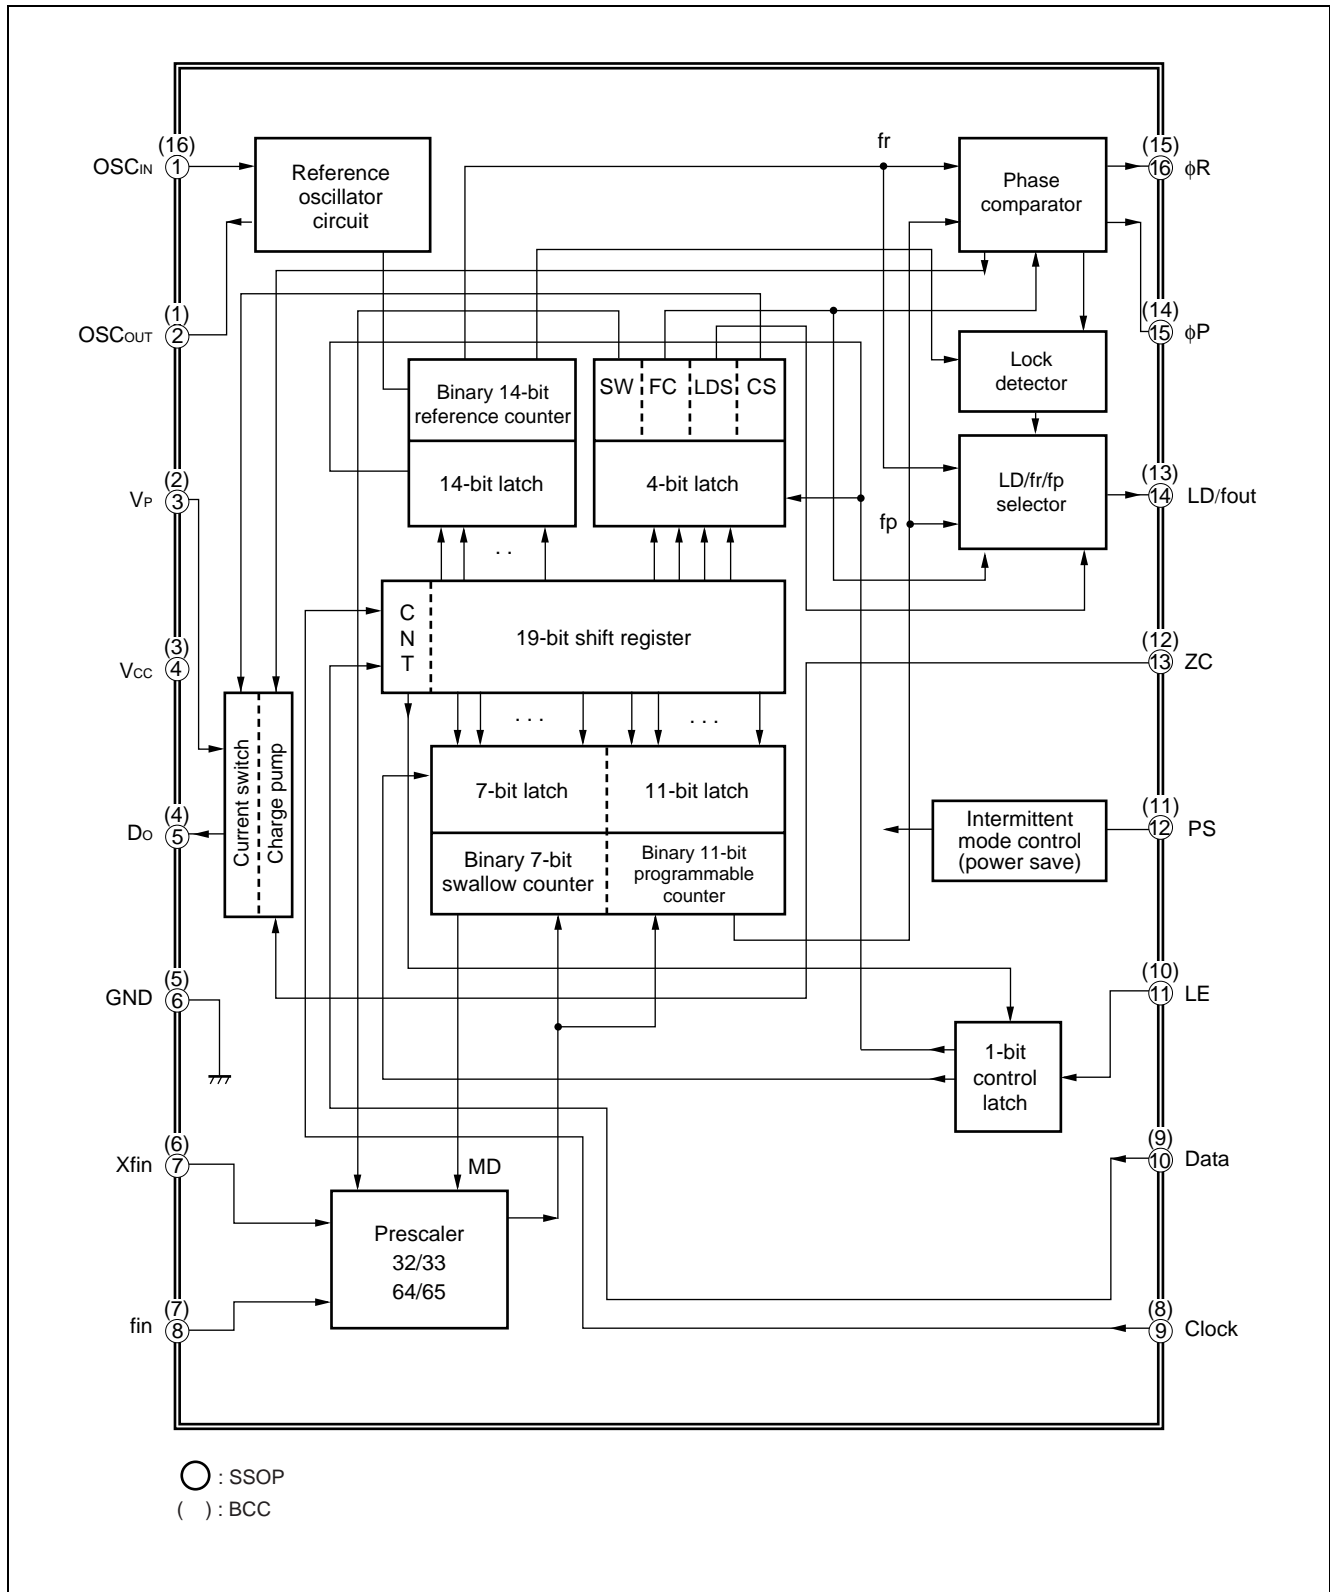 (16)
OSCIN
1
Reference
oscillator
circuit
fr
Phase
comparator
(15)
16
ϕR
(1)
OSCOUT
2
(14)
15
ϕP
Lock
detector
Binary 14-bit
reference counter
14-bit latch
SW
FC
LDS
CS
4-bit latch
LD/fr/fp
selector
fp
(13)
14
LD/fout
(2)
VP
3
. .
C
N
T
19-bit shift register
(3)
VCC
4
(12)
13
ZC
. . .
. . .
Current switch
Charge pump
7-bit latch
11-bit latch
Binary 7-bit
swallow counter
Binary 11-bit
programmable
counter
(4)
DO
5
Intermittent
mode control
(power save)
(11)
12
PS
(5)
GND
6
(10)
11
LE
1-bit
control
latch
(6)
Xfin
7
MD
(9)
10
Data
Prescaler
32/33
64/65
(7)
fin
8
(8)
9
Clock
: SSOP
( ) : BCC